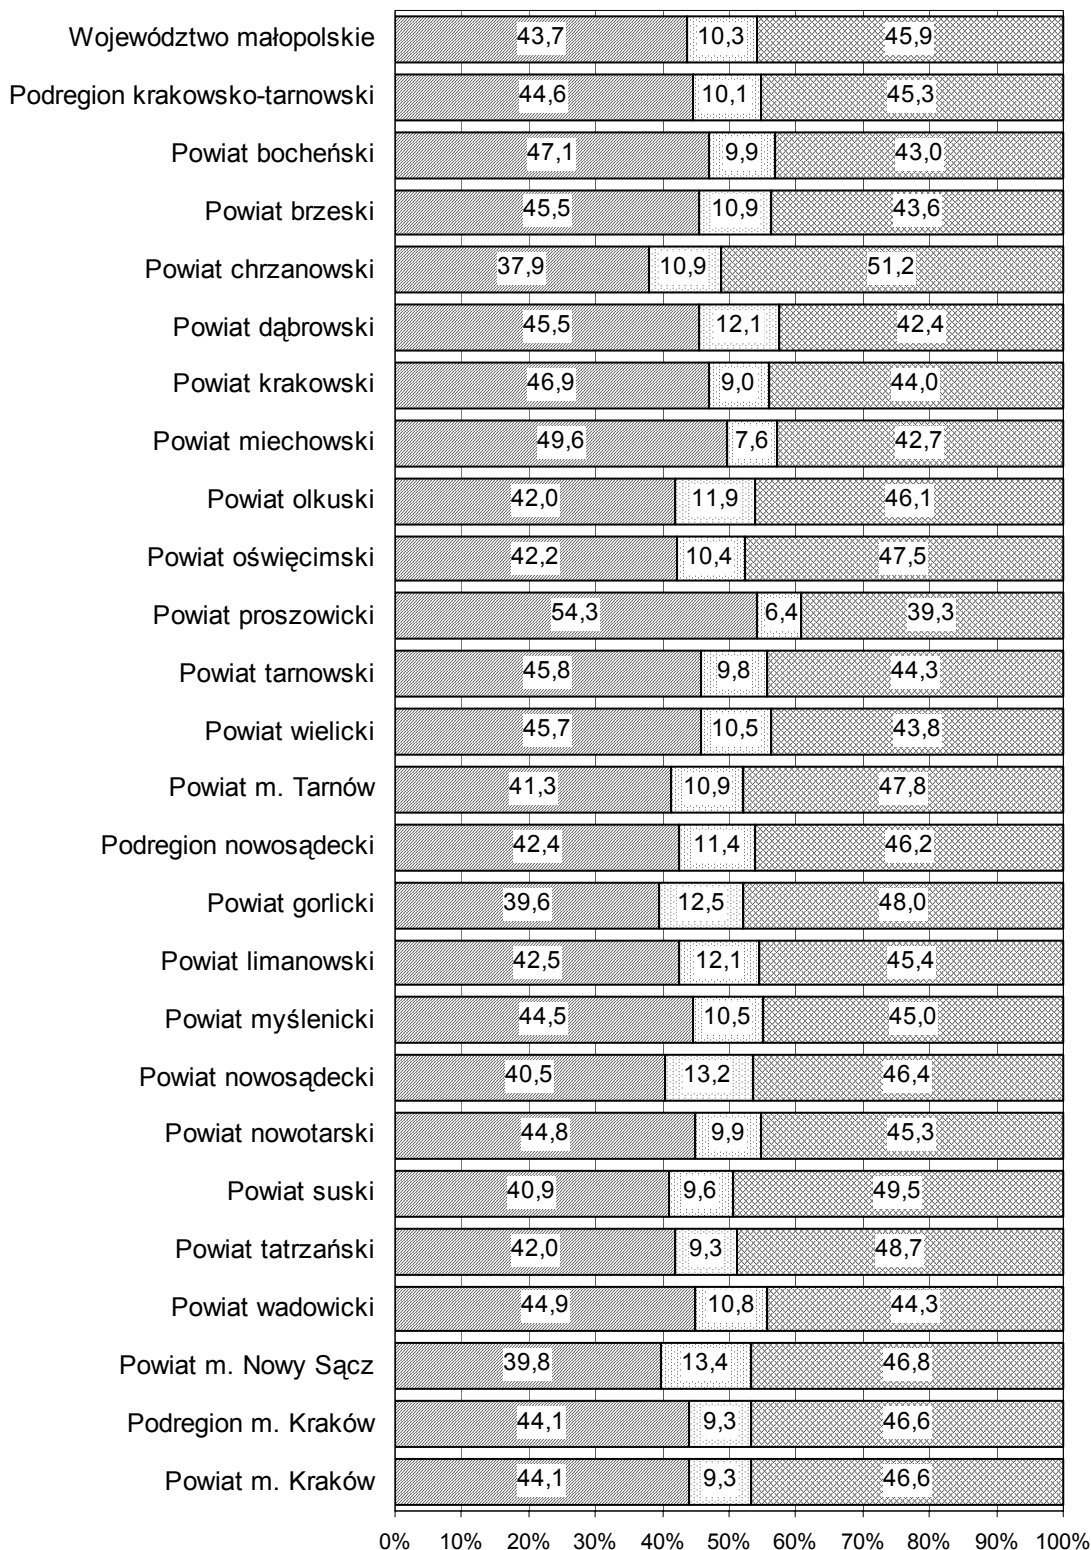 Województwo małopolskie 43,7 10,3 45,9
Podregion krakowsko-tarnowski 44,6 10,1 45,3
Powiat bocheński 47,1 9,9 43,0
Powiat brzeski 45,5 10,9 43,6
Powiat chrzanowski 37,9 10,9 51,2
Powiat dąbrowski 45,5 12,1 42,4
Powiat krakowski 46,9 9,0 44,0
Powiat miechowski 49,6 7,6 42,7
Powiat olkuski 42,0 11,9 46,1
Powiat oświęcimski 42,2 10,4 47,5
Powiat proszowicki 54,3 6,4 39,3
Powiat tarnowski 45,8 9,8 44,3
Powiat wielicki 45,7 10,5 43,8
Powiat m. Tarnów 41,3 10,9 47,8
Podregion nowosądecki 42,4 11,4 46,2
Powiat gorlicki 39,6 12,5 48,0
Powiat limanowski 42,5 12,1 45,4
Powiat myślenicki 44,5 10,5 45,0
Powiat nowosądecki 40,5 13,2 46,4
Powiat nowotarski 44,8 9,9 45,3
Powiat suski 40,9 9,6 49,5
Powiat tatrzański 42,0 9,3 48,7
Powiat wadowicki 44,9 10,8 44,3
Powiat m. Nowy Sącz 39,8 13,4 46,8
Podregion m. Kraków 44,1 9,3 46,6
Powiat m. Kraków 44,1 9,3 46,6
0% 10% 20% 30% 40% 50% 60% 70% 80% 90% 100%